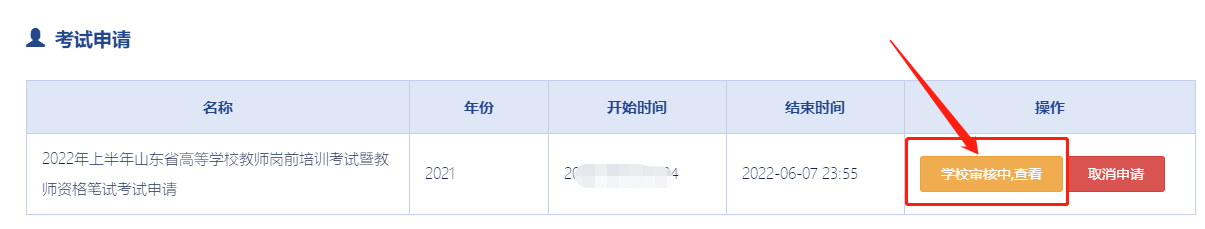 考试申请
名称 年份 开始时间 结束时间 操作
2022年上半年山东省高等学校教师岗前培训考试暨教
师资格笔试考试申请
2021
2022-06-07 23:55
学校审核中,查看
取消申请